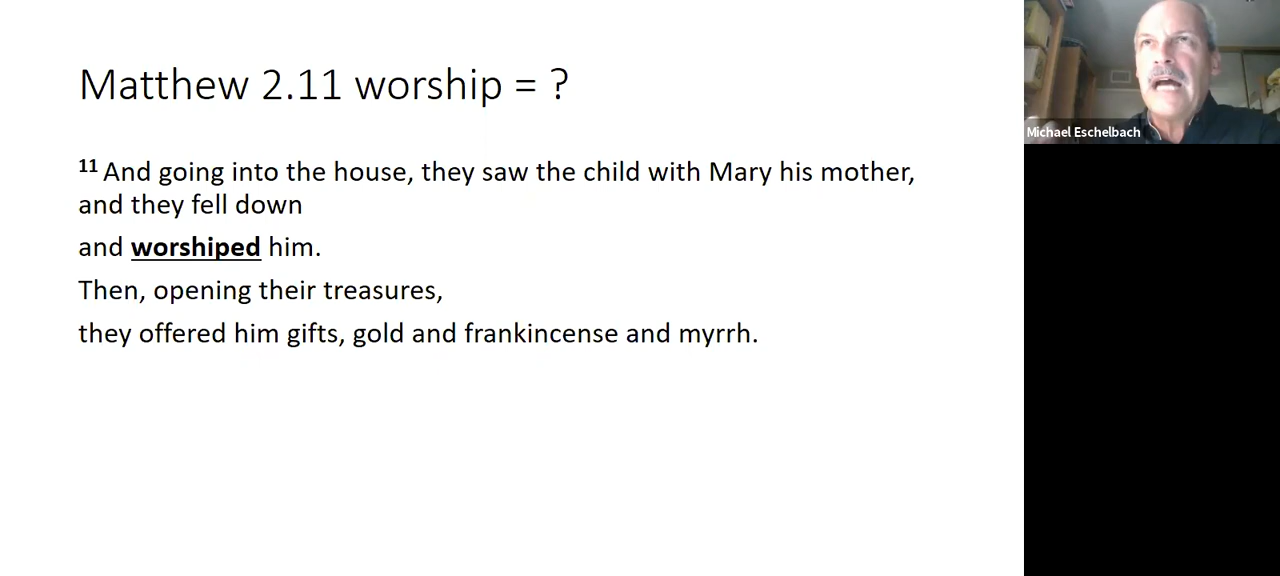 Matthew 2.11 worship = ?
11 And going into the house, they saw the child with Mary his mother,
and they fell down
and worshiped him.
Then, opening their treasures,
they offered him gifts, gold and frankincense and myrrh.
Michael Eschelbach